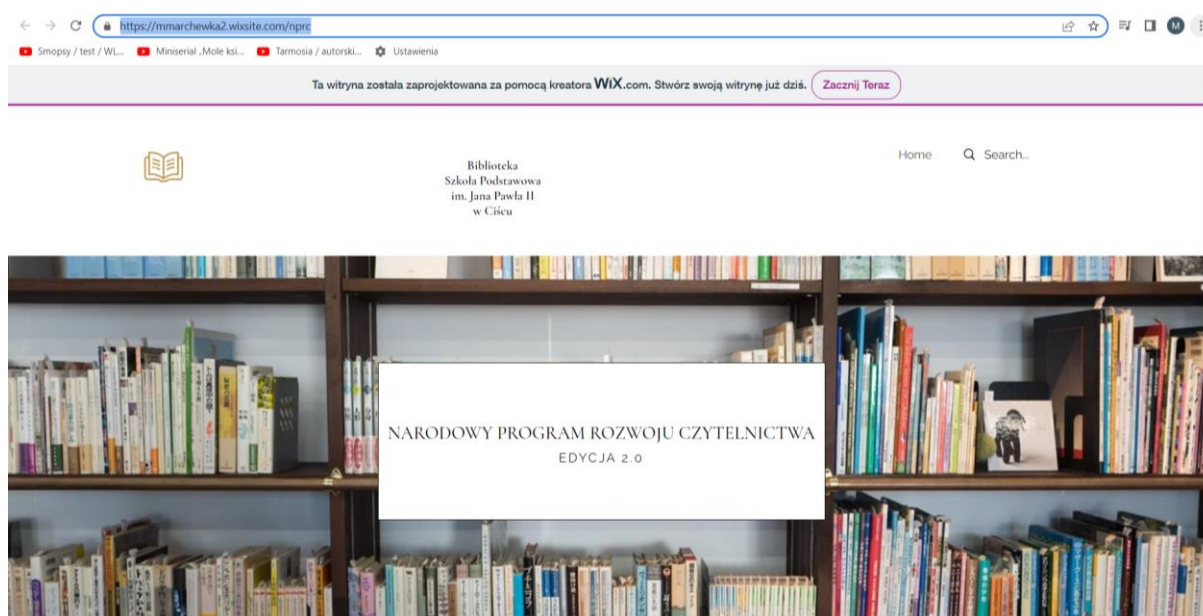 https://mmarchewka2.wixsite.com/nprc
Smopsy / test / WL...
Miniserial „Mole ksi...
Tarmosia / autorski...
Ustawienia
M
Ta witryna została zaprojektowana za pomocą kreatora WiX.com. Stwórz swoją witrynę już dziś.
Zacznij Teraz
Biblioteka
Szkoła Podstawowa
im. Jana Pawła II
w Ciścu
Home
Search...
NARODOWY PROGRAM ROZWOJU CZYTELNICTWA
EDYCJA 2.0